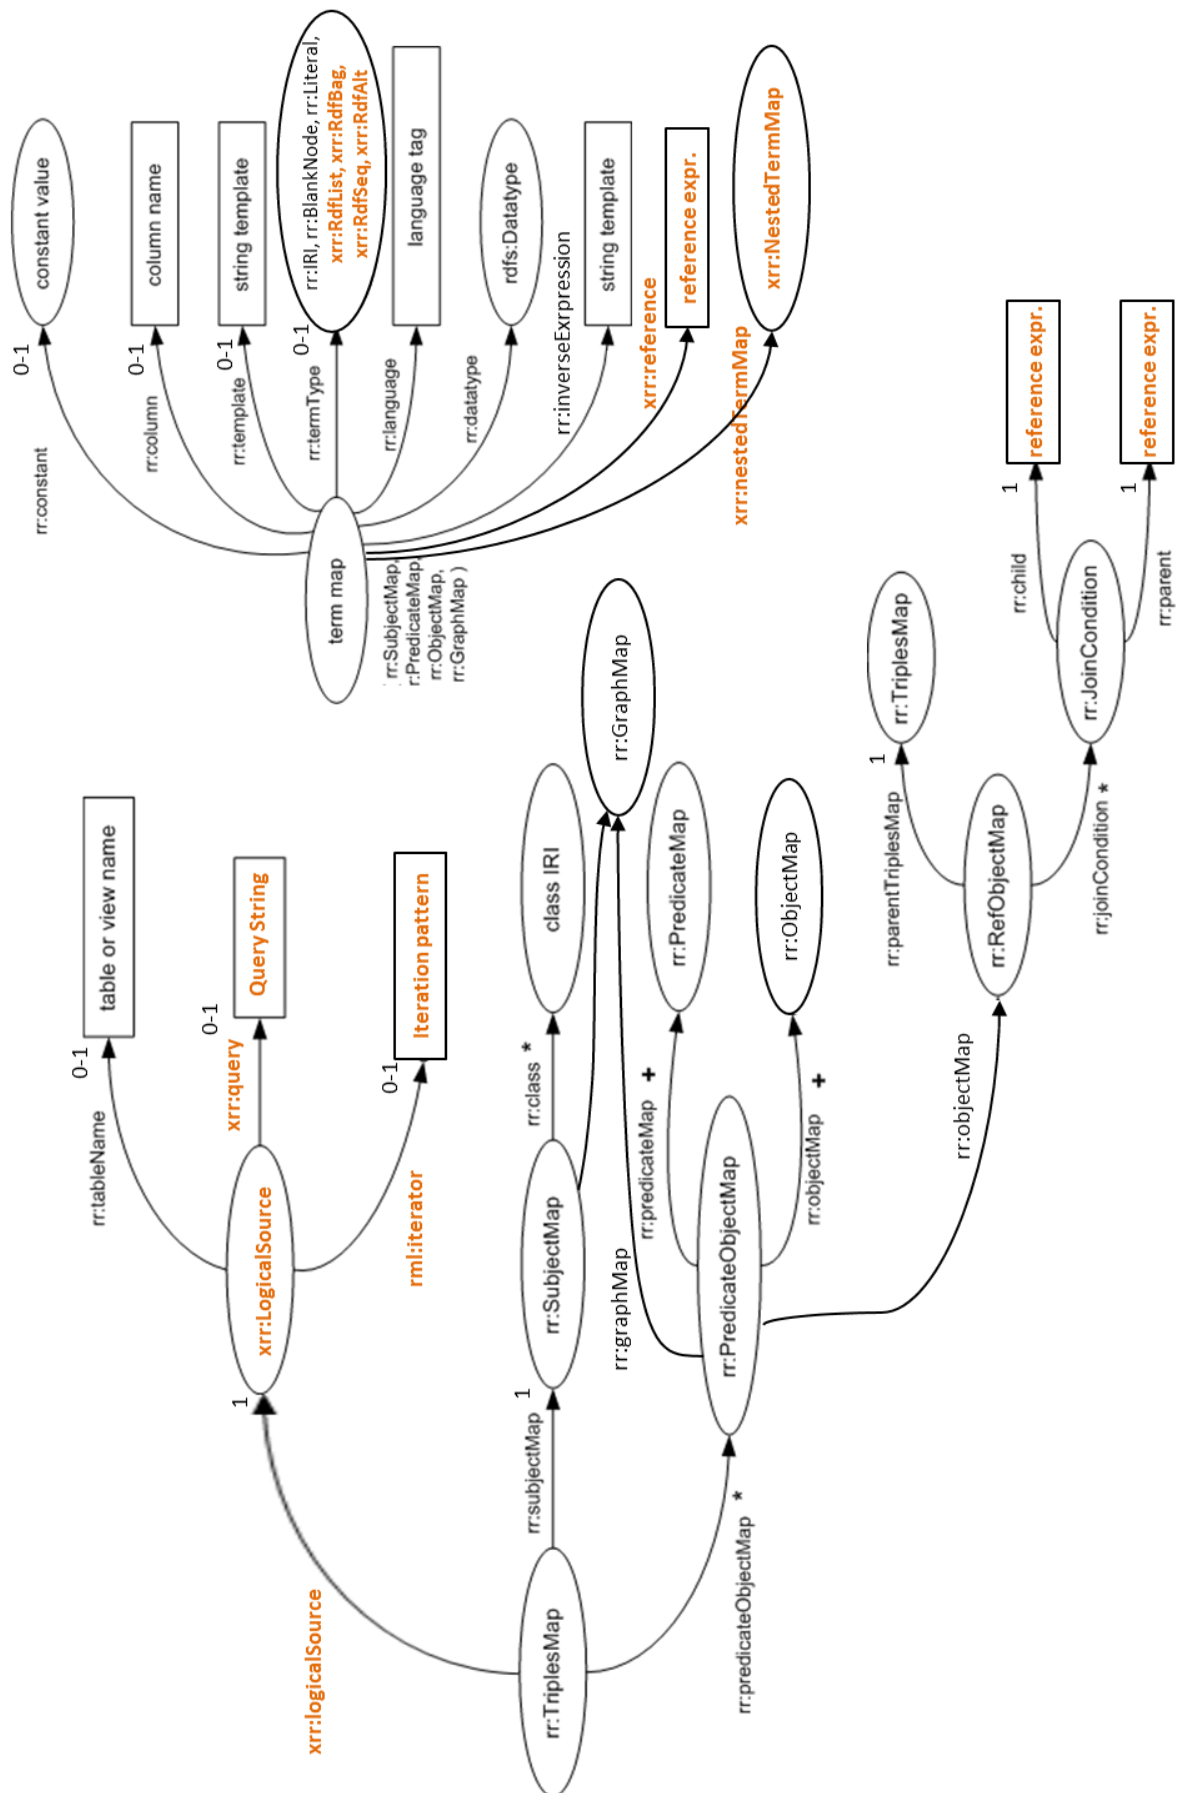 xrr:logicalSource
rr:TriplesMap
rr:subjectMap
1
rr:predicateObjectMap *
1
xrr:LogicalSource
rr:tableName
0-1
table or view name
xrr:query
0-1
Query String
rml:iterator
0-1
Iteration pattern
rr:SubjectMap
rr:class *
class IRI
rr:graphMap
rr:GraphMap
rr:PredicateObjectMap
rr:predicateMap +
rr:PredicateMap
rr:objectMap +
rr:ObjectMap
rr:objectMap
rr:RefObjectMap
rr:parentTriplesMap
1
rr:TriplesMap
rr:joinCondition *
rr:JoinCondition
rr:child
1
reference expr.
rr:parent
1
reference expr.
term map
rr:SubjectMap,
r:PredicateMap,
rr:ObjectMap,
rr:GraphMap )
rr:constant
0-1
constant value
rr:column
0-1
column name
rr:template
0-1
string template
rr:termType
0-1
rr:IRI, rr:BlankNode, rr:Literal,
xrr:RdfList, xrr:RdfBag,
xrr:RdfSeq, xrr:RdfAlt
rr:language
language tag
rr:datatype
rdfs:Datatype
rr:inverseExrpression
string template
xrr:reference
reference expr.
xrr:nestedTermMap
xrr:NestedTermMap